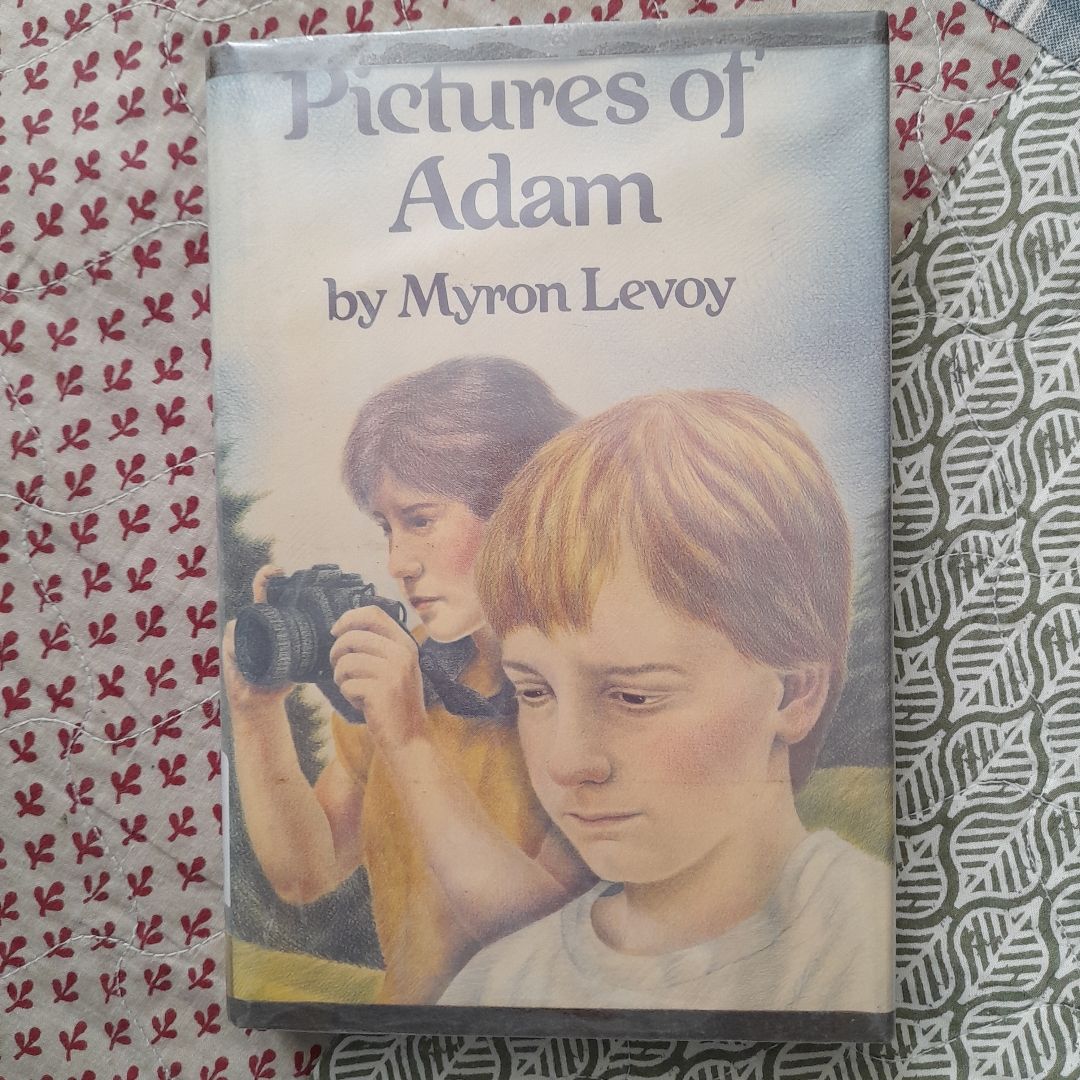 Pictures of
Adam
by Myron Levoy